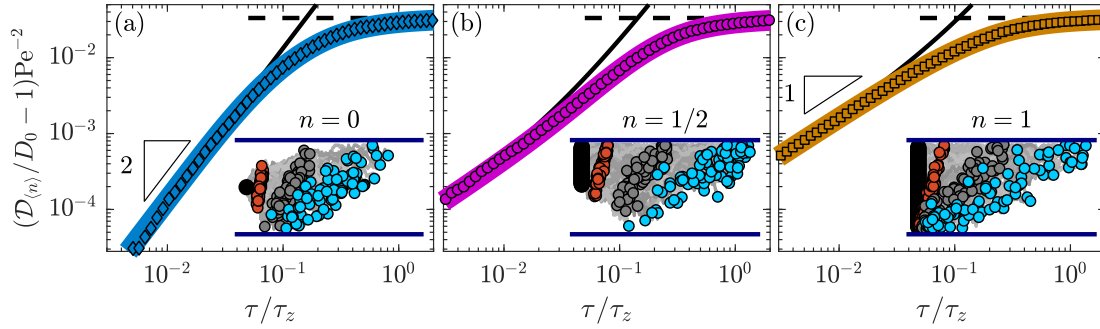 (a)
(b)
(c)
(𝒟⟨n⟩/D₀ − 1)Pe⁻²
10⁻²
10⁻³
10⁻⁴
2
1
n = 0
n = 1/2
n = 1
10⁻² 10⁻¹ 10⁰
10⁻² 10⁻¹ 10⁰
10⁻² 10⁻¹ 10⁰
τ/τz
τ/τz
τ/τz